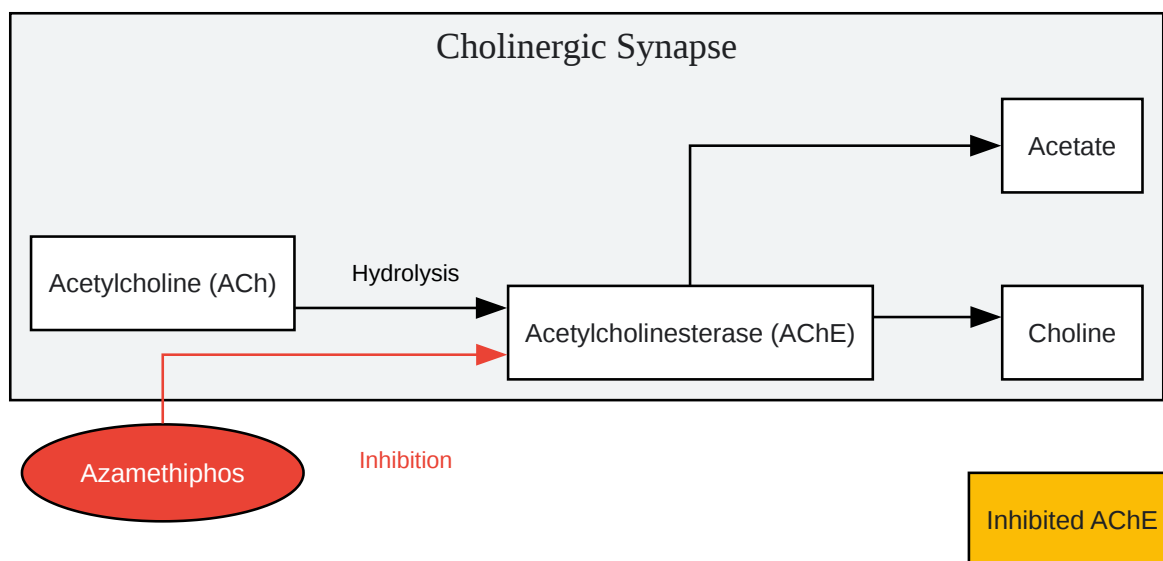 Cholinergic Synapse
Acetate
Acetylcholine (ACh)
Hydrolysis
Acetylcholinesterase (AChE)
Choline
Azamethiphos
Inhibition
Inhibited AChE